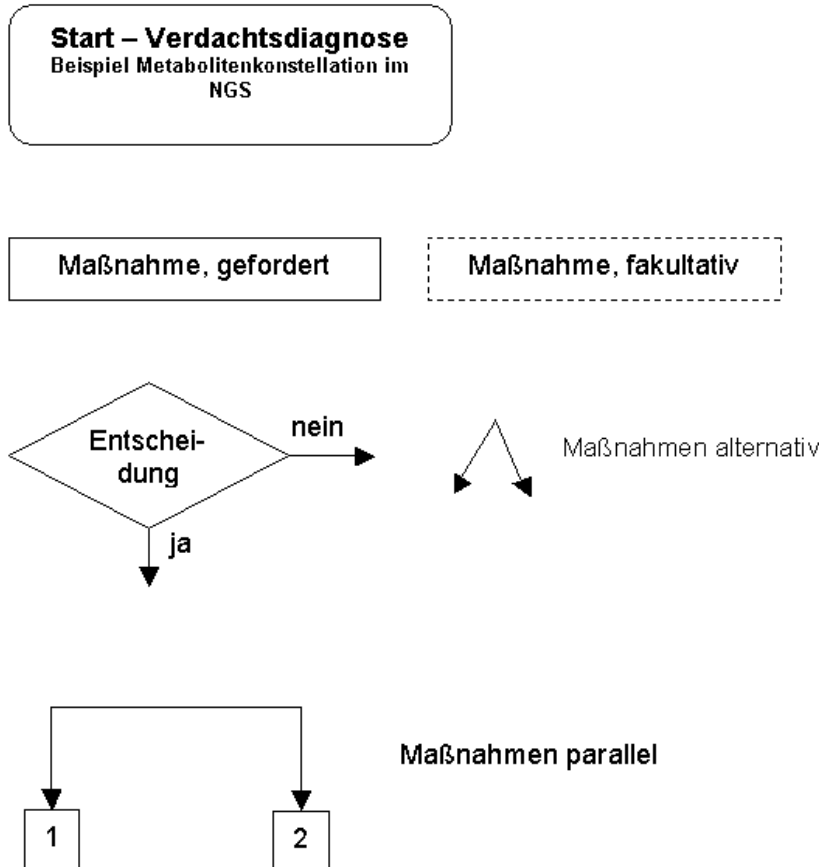 Start – Verdachtsdiagnose
Beispiel Metabolitenkonstellation im
NGS
Maßnahme, gefordert
Maßnahme, fakultativ
Entschei-
dung
nein
ja
Maßnahmen alternativ
Maßnahmen parallel
1
2